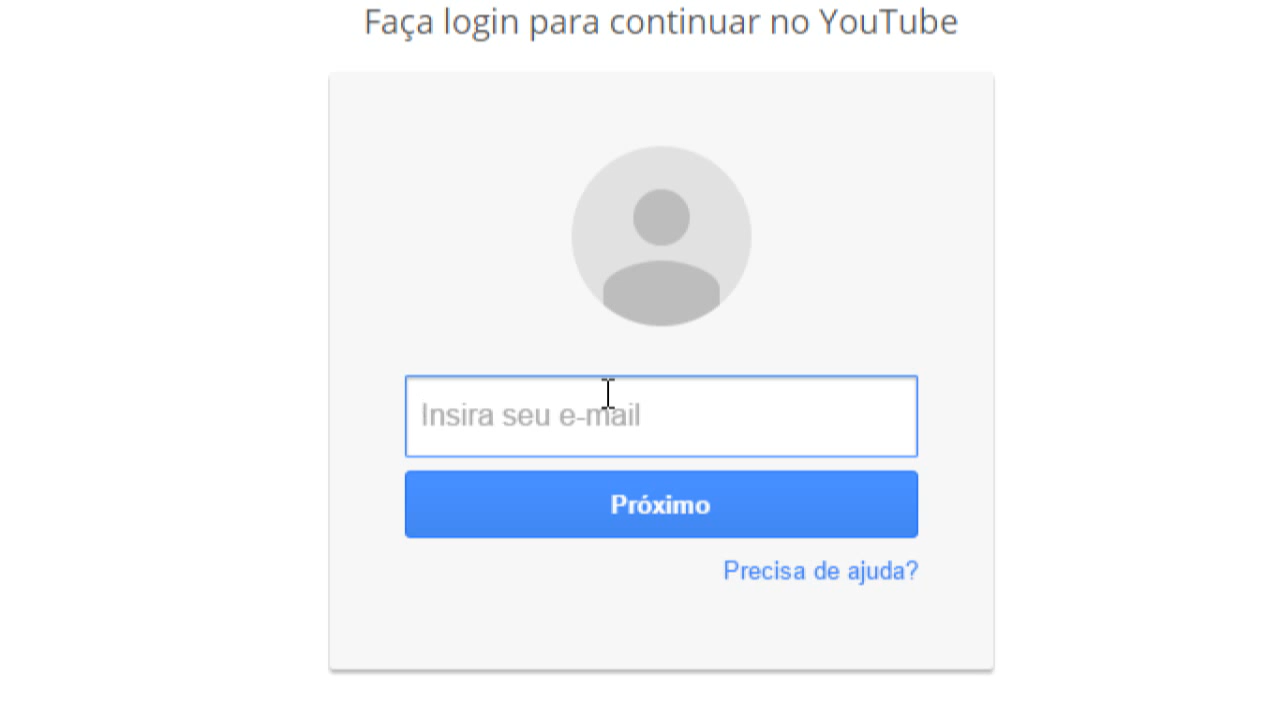 Faça login para continuar no YouTube
Insira seu e-mail
Próximo
Precisa de ajuda?